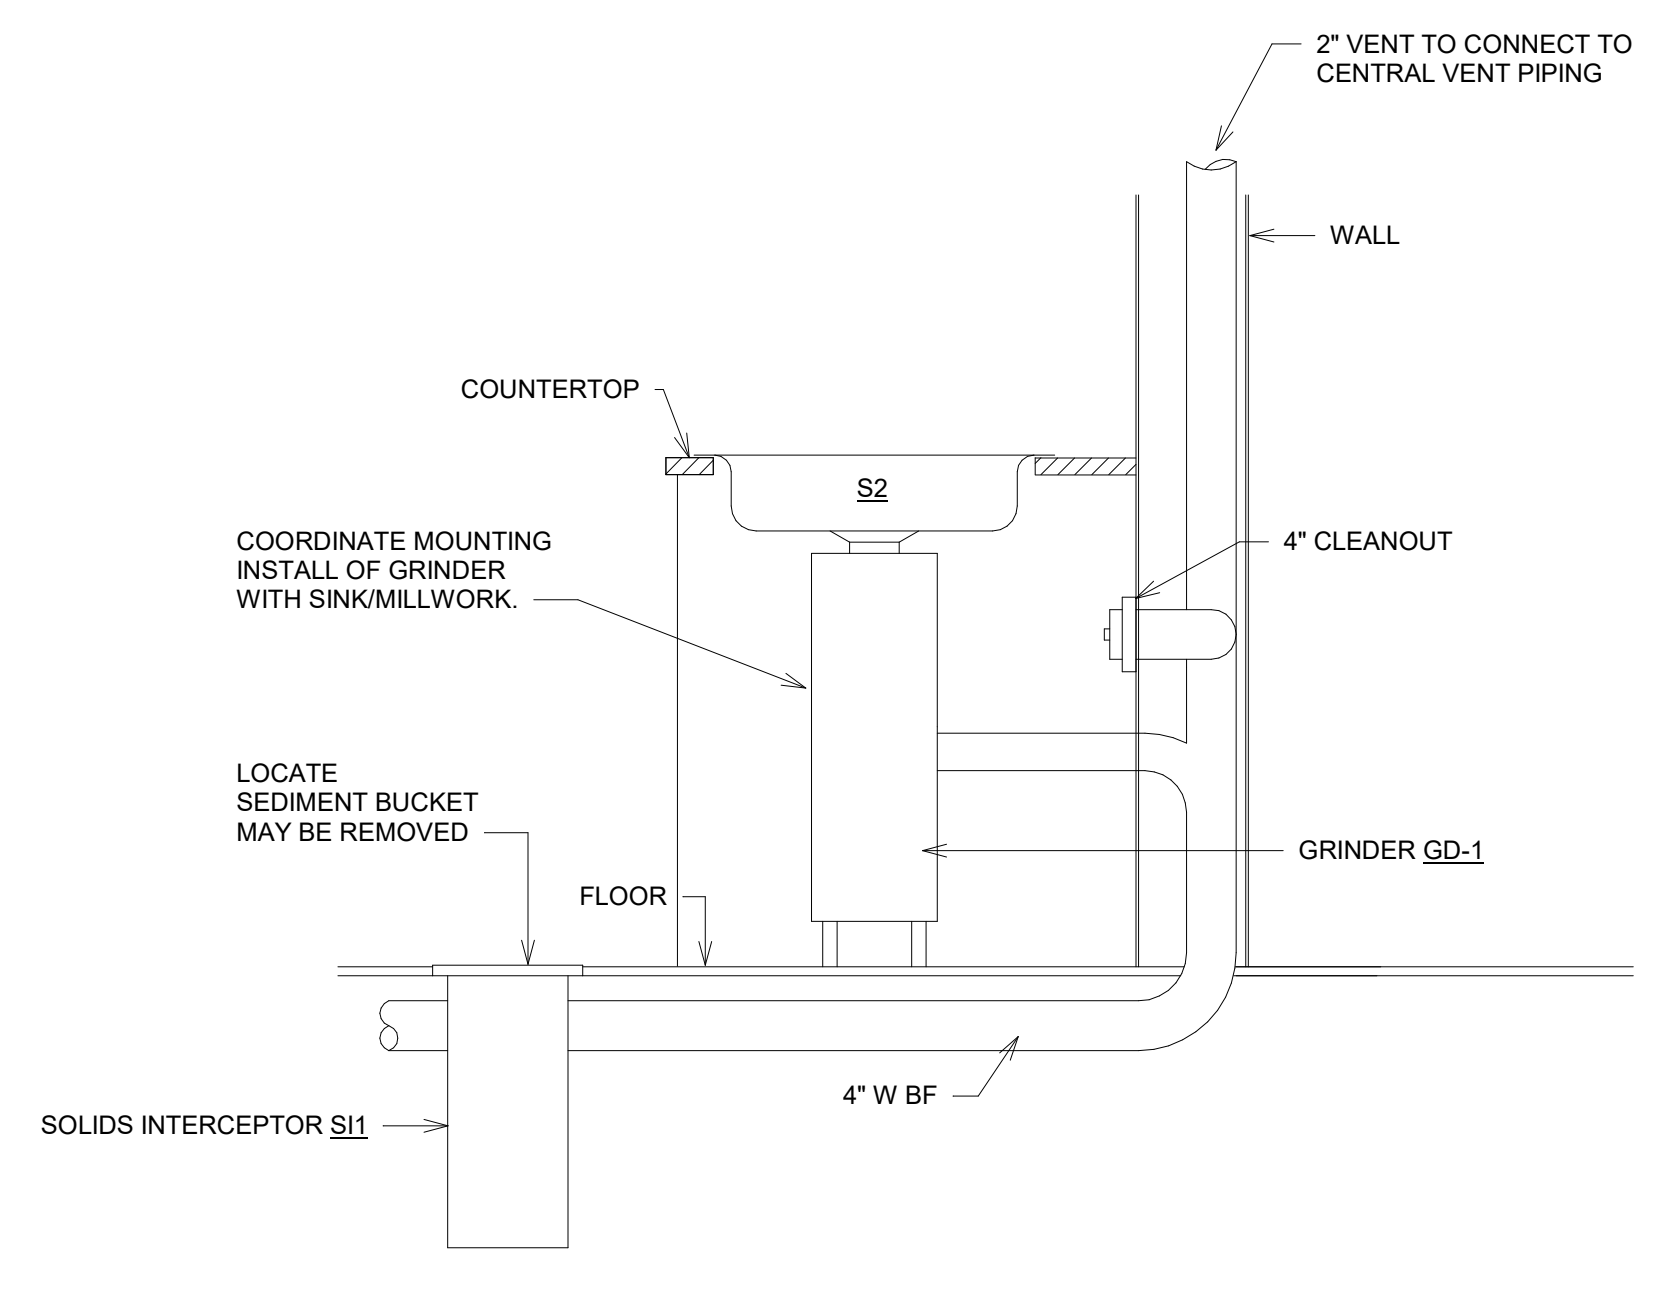 2" VENT TO CONNECT TO
CENTRAL VENT PIPING
WALL
COUNTERTOP
S2
COORDINATE MOUNTING
INSTALL OF GRINDER
WITH SINK/MILLWORK.
4" CLEANOUT
LOCATE
SEDIMENT BUCKET
MAY BE REMOVED
GRINDER GD-1
FLOOR
4" W BF
SOLIDS INTERCEPTOR SI1